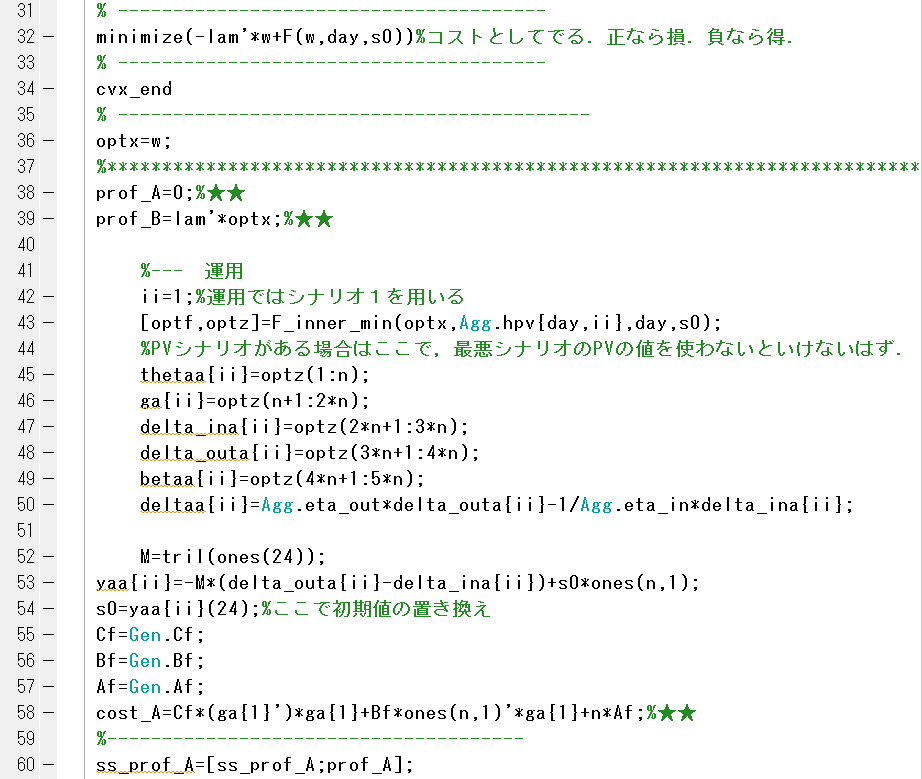 31 % ---------------------------------------
32 — minimize(-lam'*w+F(w,day,s0))%コストとしてでる．正なら損．負なら得．
33 % ---------------------------------------
34 — cvx_end
35 % -------------------------------------------
36 — optx=w;
37 %**************************************************************************
38 — prof_A=0;%★★
39 — prof_B=lam'*optx;%★★
40
41 %--- 運用
42 — ii=1;%運用ではシナリオ１を用いる
43 — [optf,optz]=F_inner_min(optx,Agg.hpv{day,ii},day,s0);
44 %PVシナリオがある場合はここで，最悪シナリオのPVの値を使わないといけないはず．
45 — thetaa{ii}=optz(1:n);
46 — ga{ii}=optz(n+1:2*n);
47 — delta_ina{ii}=optz(2*n+1:3*n);
48 — delta_outa{ii}=optz(3*n+1:4*n);
49 — betaa{ii}=optz(4*n+1:5*n);
50 — deltaa{ii}=Agg.eta_out*delta_outa{ii}-1/Agg.eta_in*delta_ina{ii};
51
52 — M=tril(ones(24));
53 — yaa{ii}=-M*(delta_outa{ii}-delta_ina{ii})+s0*ones(n,1);
54 — s0=yaa{ii}(24);%ここで初期値の置き換え
55 — Cf=Gen.Cf;
56 — Bf=Gen.Bf;
57 — Af=Gen.Af;
58 — cost_A=Cf*(ga{1}')*ga{1}+Bf*ones(n,1)'*ga{1}+n*Af;%★★
59 %--------------------------------------
60 — ss_prof_A=[ss_prof_A;prof_A];